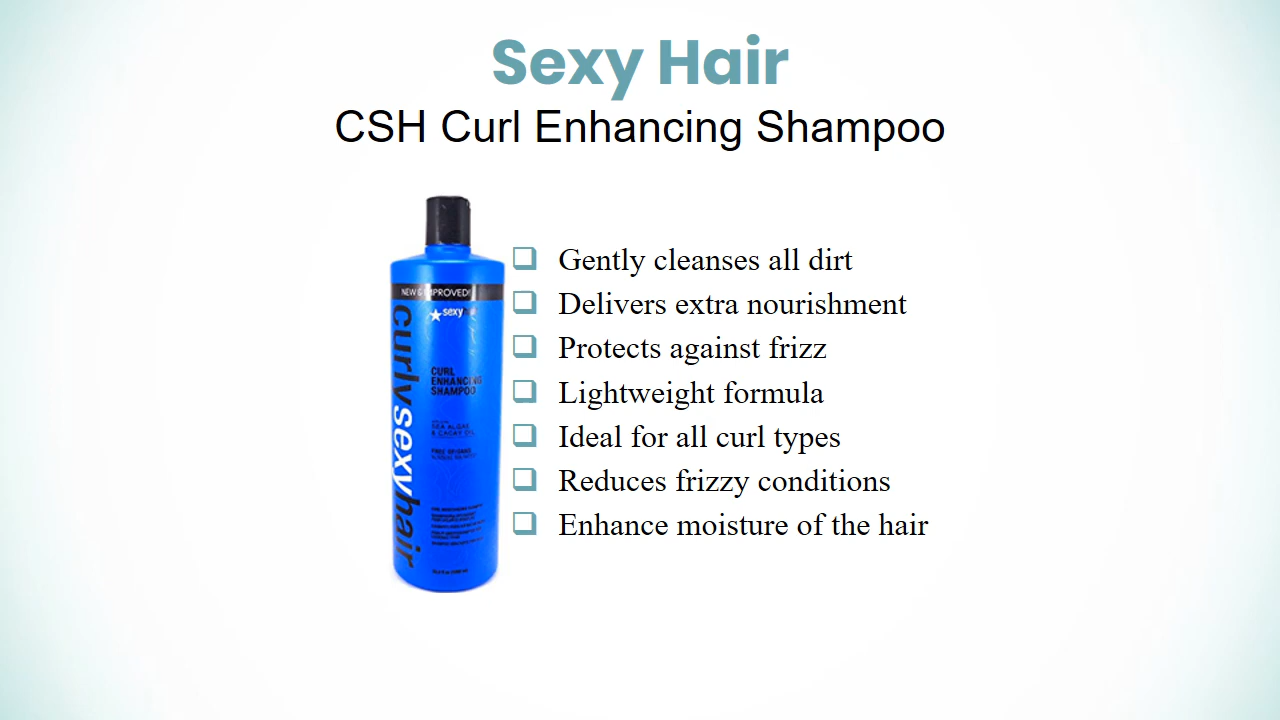 Sexy Hair
CSH Curl Enhancing Shampoo
NEW & IMPROVED!
sexy
curlysexyhair
CURL
ENHANCING
SHAMPOO
SEA ALGAE
& CACAY OIL
Gently cleanses all dirt
Delivers extra nourishment
Protects against frizz
Lightweight formula
Ideal for all curl types
Reduces frizzy conditions
Enhance moisture of the hair